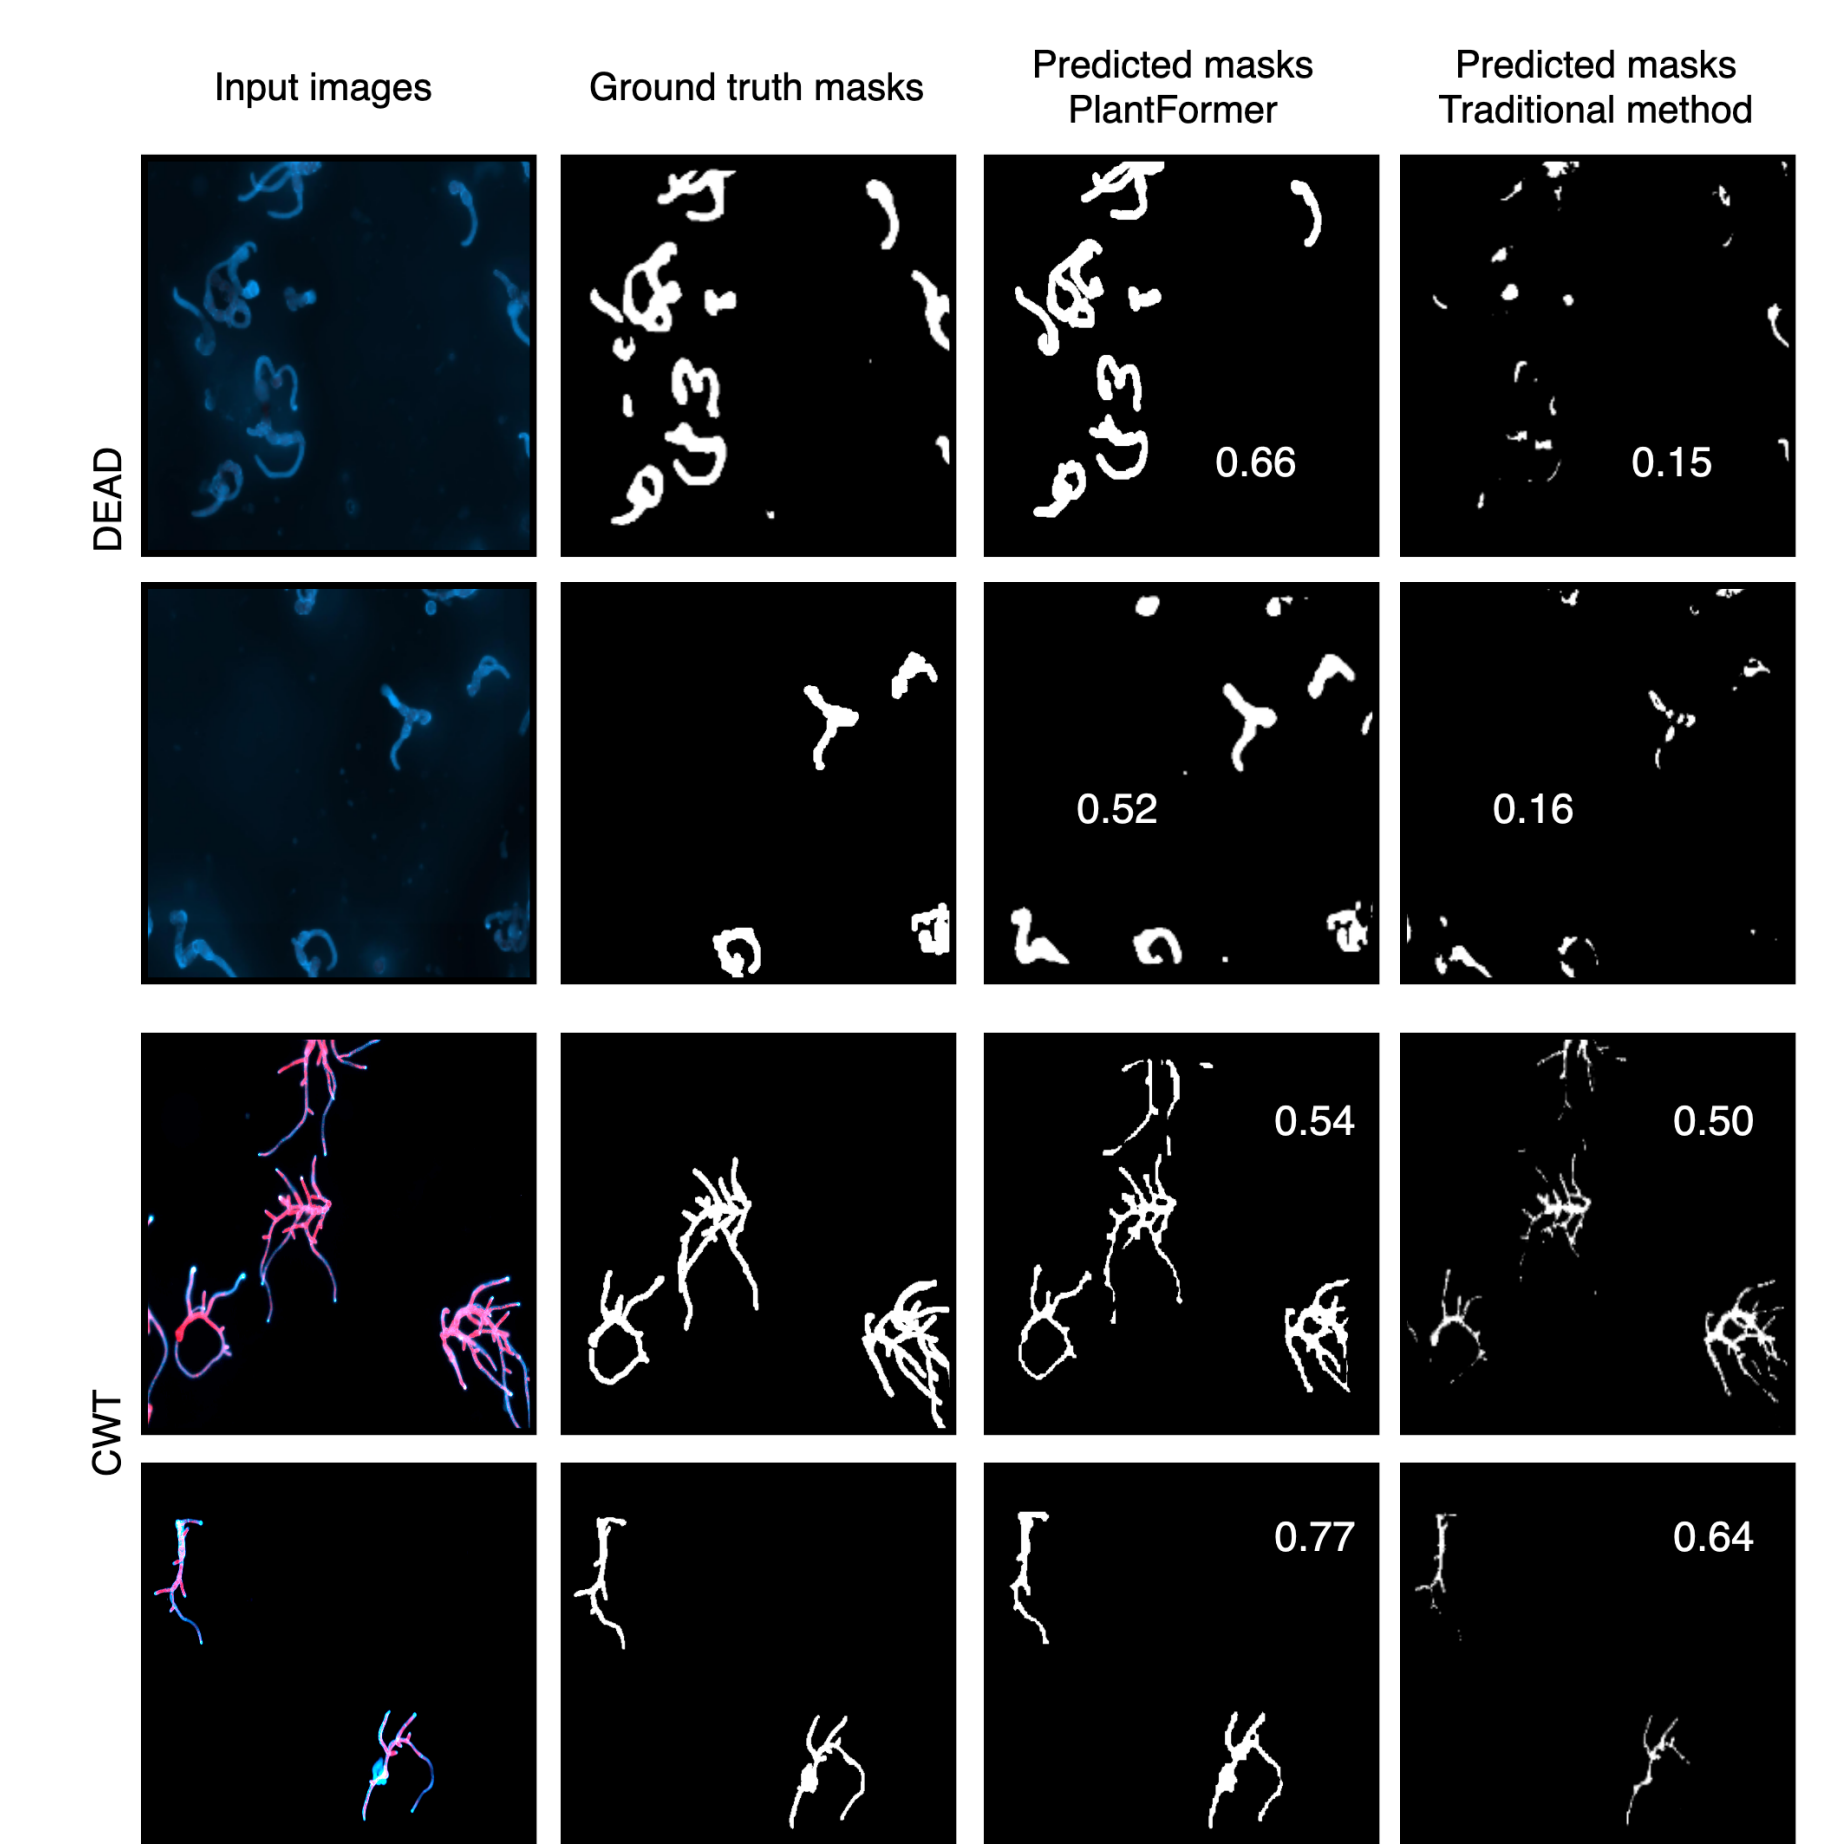 Input images
Ground truth masks
Predicted masks
PlantFormer
Predicted masks
Traditional method
DEAD
0.66
0.15
0.52
0.16
CWT
0.54
0.50
0.77
0.64